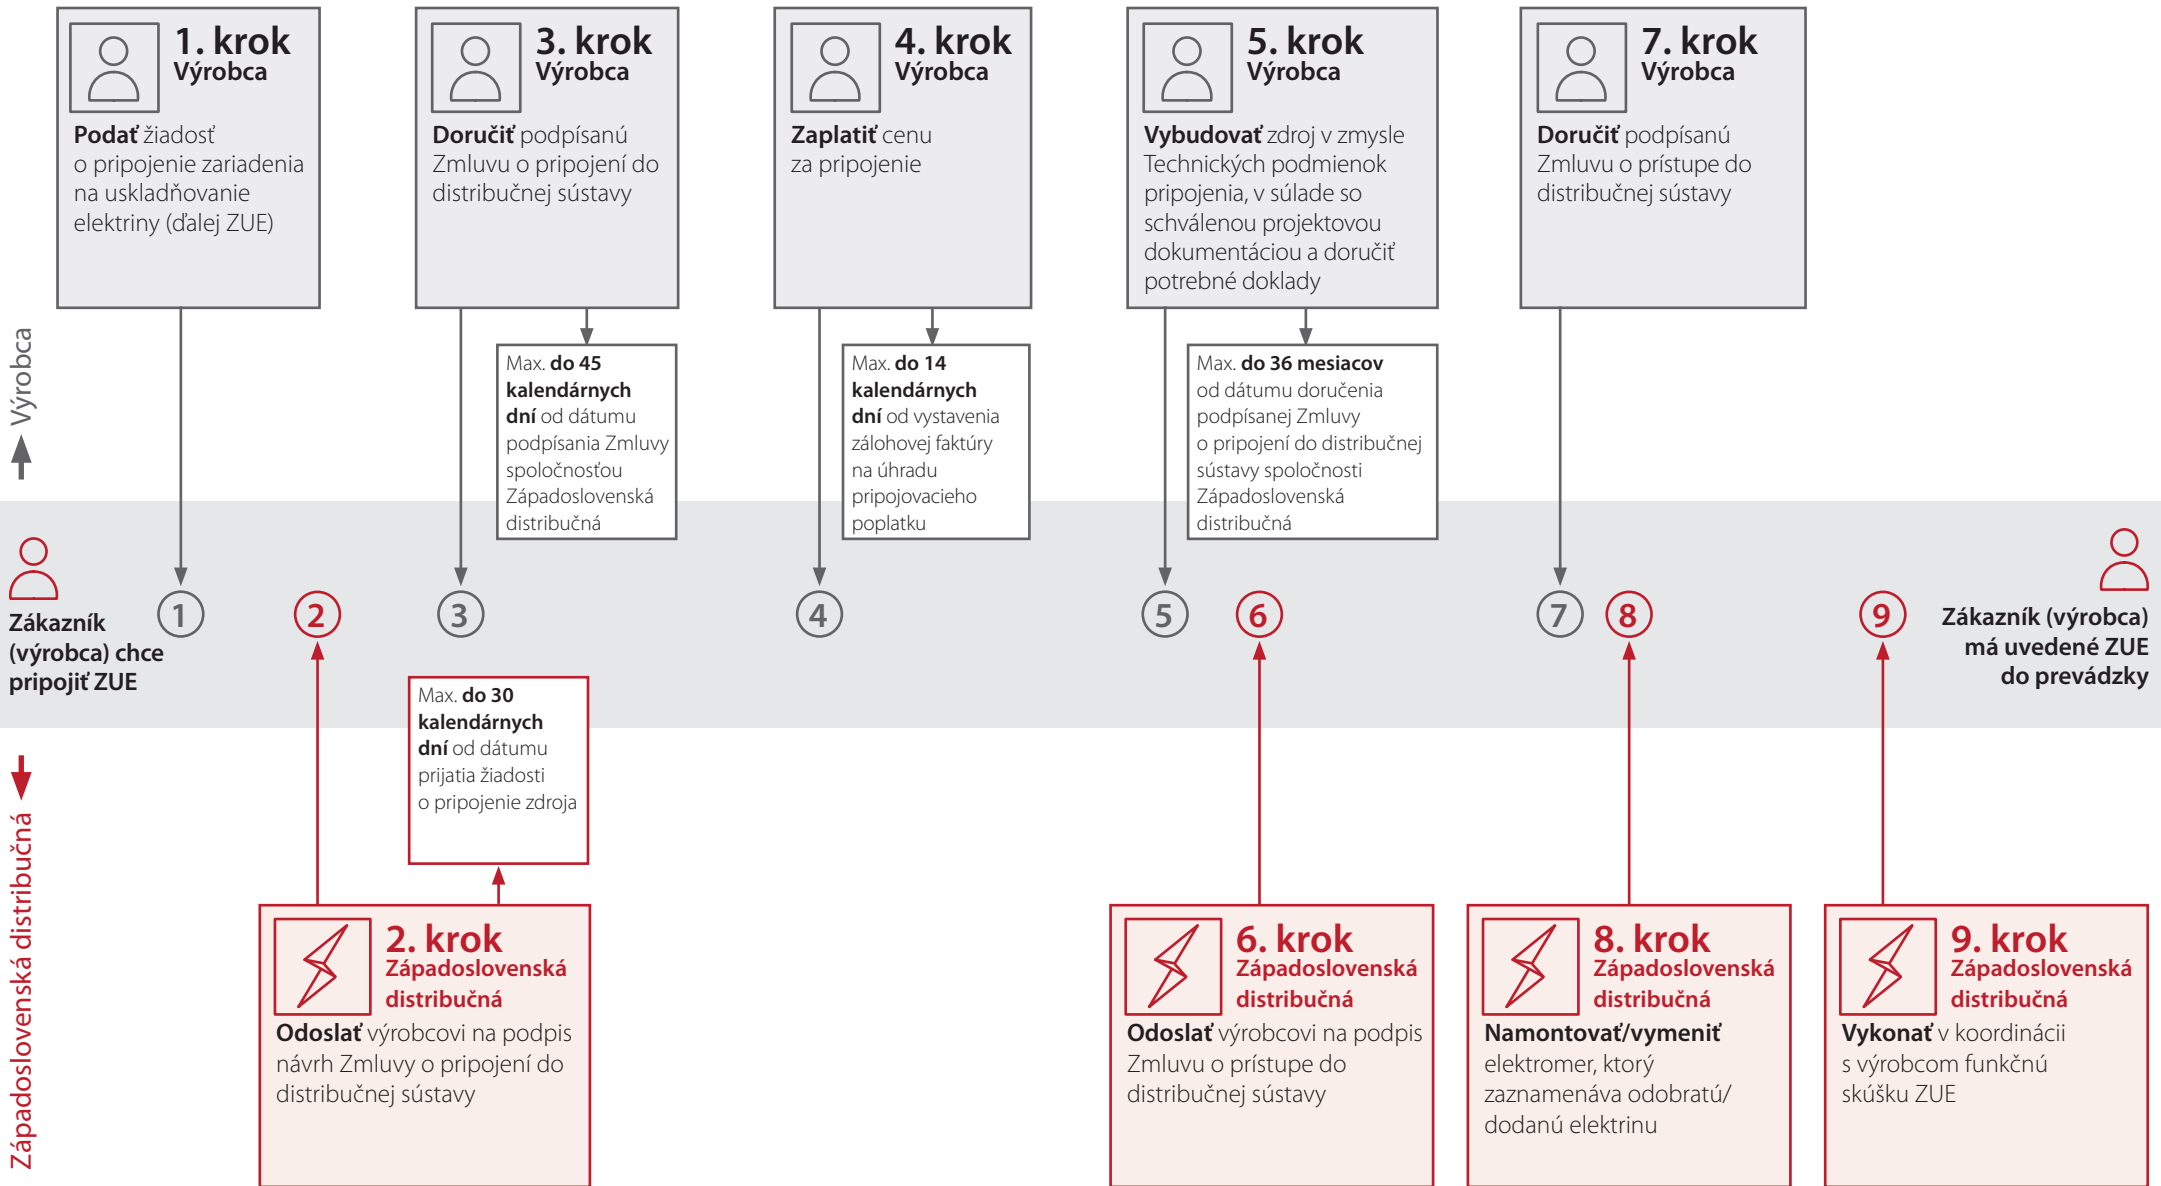 1. krok
Výrobca
Podať žiadosť
o pripojenie zariadenia
na uskladňovanie
elektriny (ďalej ZUE)
3. krok
Výrobca
Doručiť podpísanú
Zmluvu o pripojení do
distribučnej sústavy
4. krok
Výrobca
Zaplatiť cenu
za pripojenie
5. krok
Výrobca
Vybudovať zdroj v zmysle
Technických podmienok
pripojenia, v súlade so
schválenou projektovou
dokumentáciou a doručiť
potrebné doklady
7. krok
Výrobca
Doručiť podpísanú
Zmluvu o prístupe do
distribučnej sústavy
Výrobca
Max. do 45
kalendárnych
dní od dátumu
podpísania Zmluvy
spoločnosťou
Západoslovenská
distribučná
Max. do 14
kalendárnych
dní od vystavenia
zálohovej faktúry
na úhradu
pripojovacieho
poplatku
Max. do 36 mesiacov
od dátumu doručenia
podpísanej Zmluvy
o pripojení do distribučnej
sústavy spoločnosti
Západoslovenská
distribučná
Zákazník
(výrobca) chce
pripojiť ZUE
1
2
3
4
5
6
7
8
9
Zákazník (výrobca)
má uvedené ZUE
do prevádzky
Max. do 30
kalendárnych
dní od dátumu
prijatia žiadosti
o pripojenie zdroja
Západoslovenská distribučná
2. krok
Západoslovenská
distribučná
Odoslať výrobcovi na podpis
návrh Zmluvy o pripojení do
distribučnej sústavy
6. krok
Západoslovenská
distribučná
Odoslať výrobcovi na podpis
Zmluvu o prístupe do
distribučnej sústavy
8. krok
Západoslovenská
distribučná
Namontovať/vymeniť
elektromer, ktorý
zaznamenáva odobratú/
dodanú elektrinu
9. krok
Západoslovenská
distribučná
Vykonať v koordinácii
s výrobcom funkčnú
skúšku ZUE